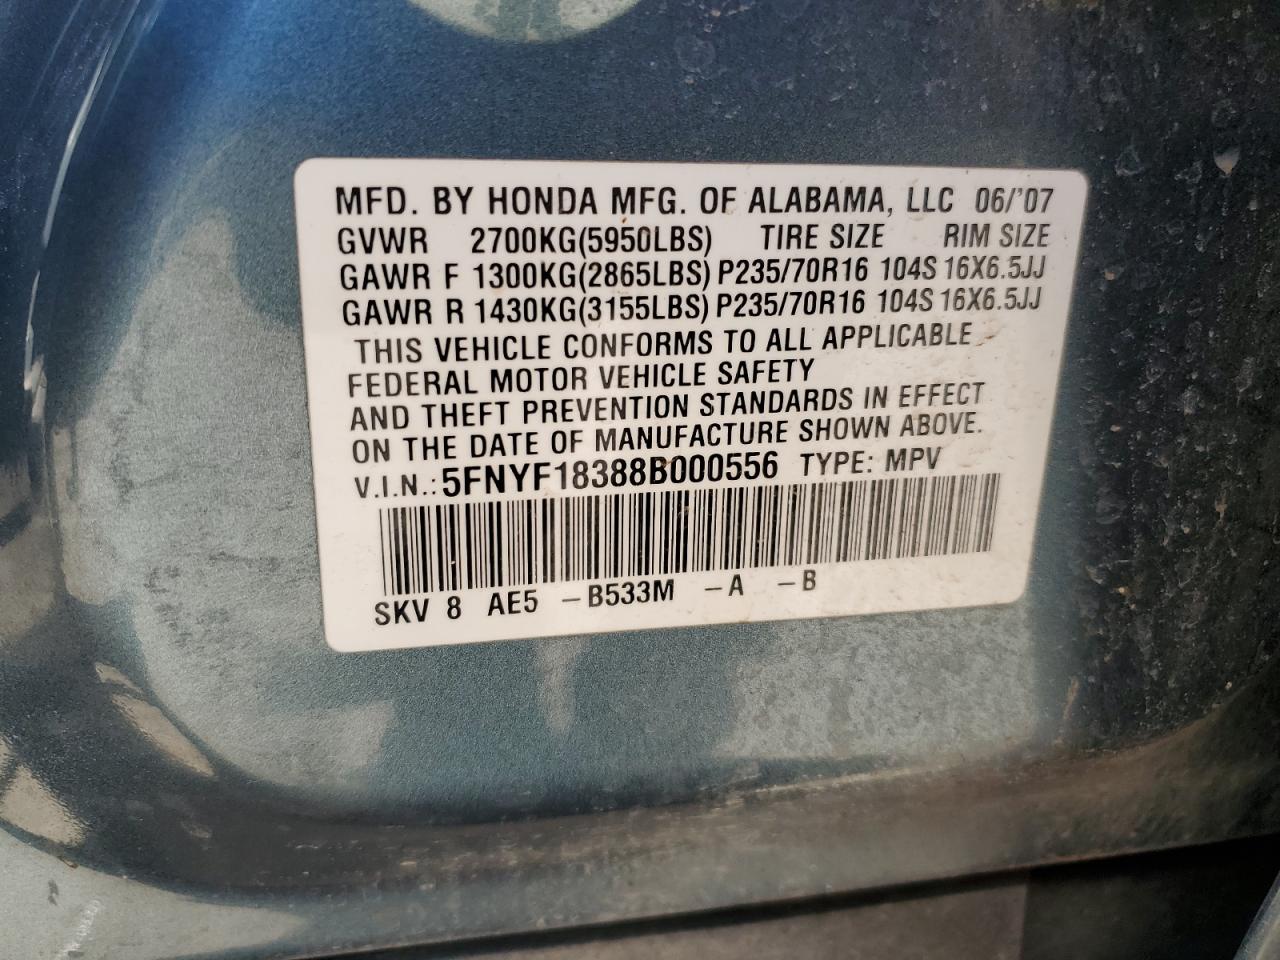 MFD. BY HONDA MFG. OF ALABAMA, LLC 06/'07
GVWR 2700KG(5950LBS) TIRE SIZE RIM SIZE
GAWR F 1300KG(2865LBS) P235/70R16 104S 16X6.5JJ
GAWR R 1430KG(3155LBS) P235/70R16 104S 16X6.5JJ
THIS VEHICLE CONFORMS TO ALL APPLICABLE
FEDERAL MOTOR VEHICLE SAFETY
AND THEFT PREVENTION STANDARDS IN EFFECT
ON THE DATE OF MANUFACTURE SHOWN ABOVE.
V.I.N.: 5FNYF18388B000556 TYPE: MPV
SKV 8 AE5 -B533M -A -B